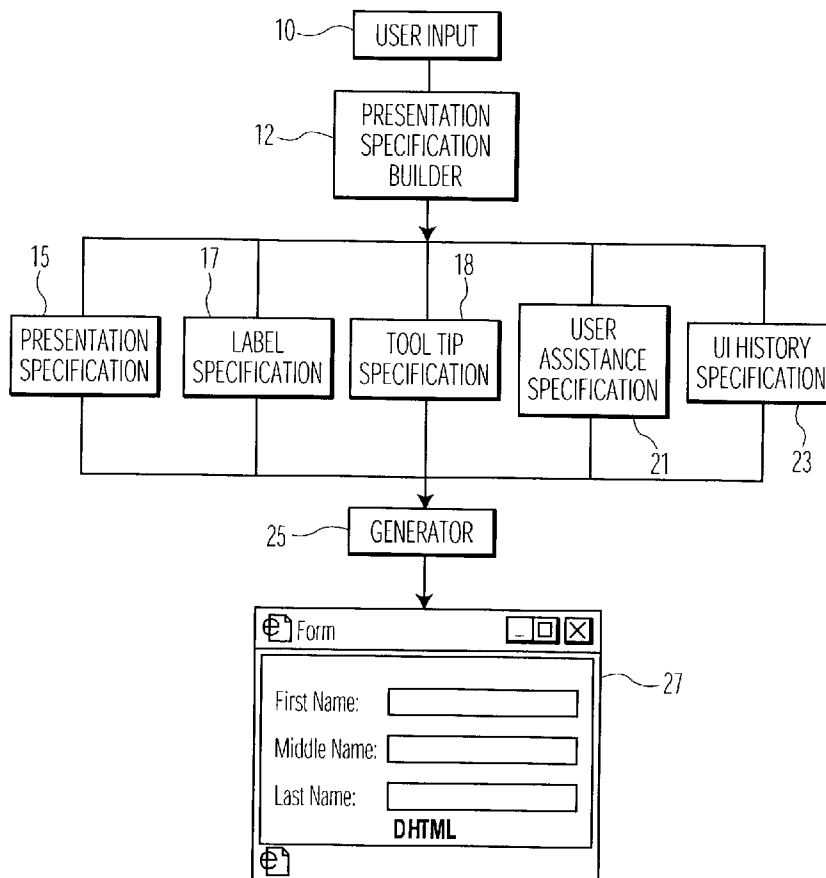 10
USER INPUT
12
PRESENTATION
SPECIFICATION
BUILDER
15
PRESENTATION
SPECIFICATION
17
LABEL
SPECIFICATION
18
TOOL TIP
SPECIFICATION
USER
ASSISTANCE
SPECIFICATION
21
UI HISTORY
SPECIFICATION
23
25
GENERATOR
Form
27
First Name:
Middle Name:
Last Name:
DHTML